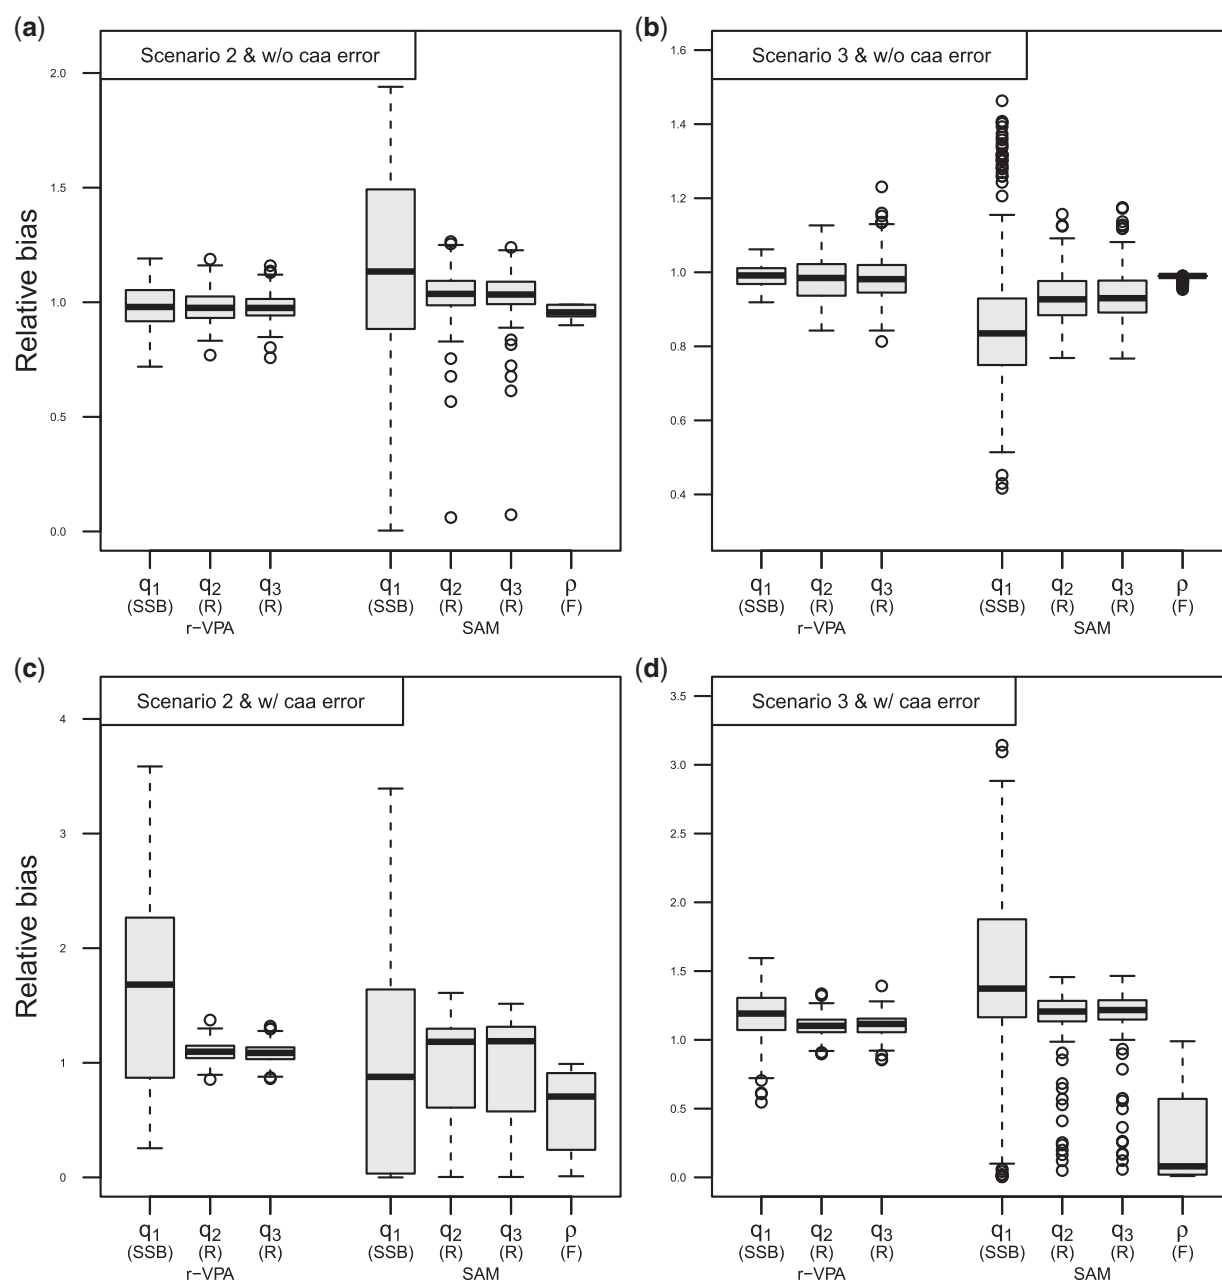 (a)
Scenario 2 & w/o caa error
Relative bias
2.0
1.5
1.0
0.5
0.0
q1 q2 q3 q1 q2 q3 ρ
(SSB) (R) (R) (SSB) (R) (R) (F)
r−VPA SAM
(b)
Scenario 3 & w/o caa error
1.6
1.4
1.2
1.0
0.8
0.6
0.4
q1 q2 q3 q1 q2 q3 ρ
(SSB) (R) (R) (SSB) (R) (R) (F)
r−VPA SAM
(c)
Scenario 2 & w/ caa error
Relative bias
4
3
2
1
0
q1 q2 q3 q1 q2 q3 ρ
(SSB) (R) (R) (SSB) (R) (R) (F)
r−VPA SAM
(d)
Scenario 3 & w/ caa error
3.5
3.0
2.5
2.0
1.5
1.0
0.5
0.0
q1 q2 q3 q1 q2 q3 ρ
(SSB) (R) (R) (SSB) (R) (R) (F)
r−VPA SAM